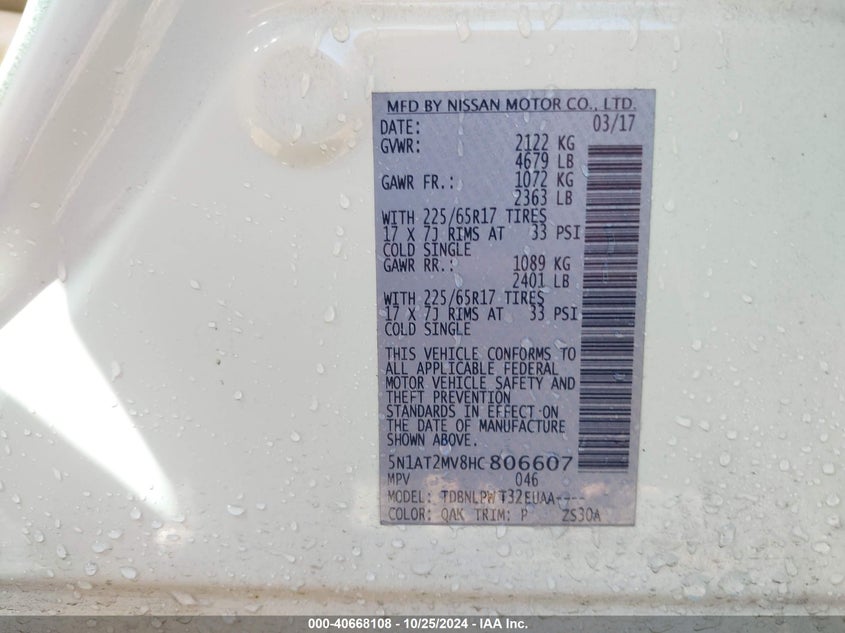 MFD BY NISSAN MOTOR CO., LTD.
DATE: 03/17
GVWR: 2122 KG
4679 LB
GAWR FR.: 1072 KG
2363 LB
WITH 225/65R17 TIRES
17 X 7J RIMS AT 33 PSI
COLD SINGLE
GAWR RR.: 1089 KG
2401 LB
WITH 225/65R17 TIRES
17 X 7J RIMS AT 33 PSI
COLD SINGLE
THIS VEHICLE CONFORMS TO
ALL APPLICABLE FEDERAL
MOTOR VEHICLE SAFETY AND
THEFT PREVENTION
STANDARDS IN EFFECT ON
THE DATE OF MANUFACTURE
SHOWN ABOVE.
5N1AT2MV8HC806607
MPV 046
MODEL: TDBNLPWT32EUAA----
COLOR: QAK TRIM: P ZS30A
000-40668108 - 10/25/2024 - IAA Inc.